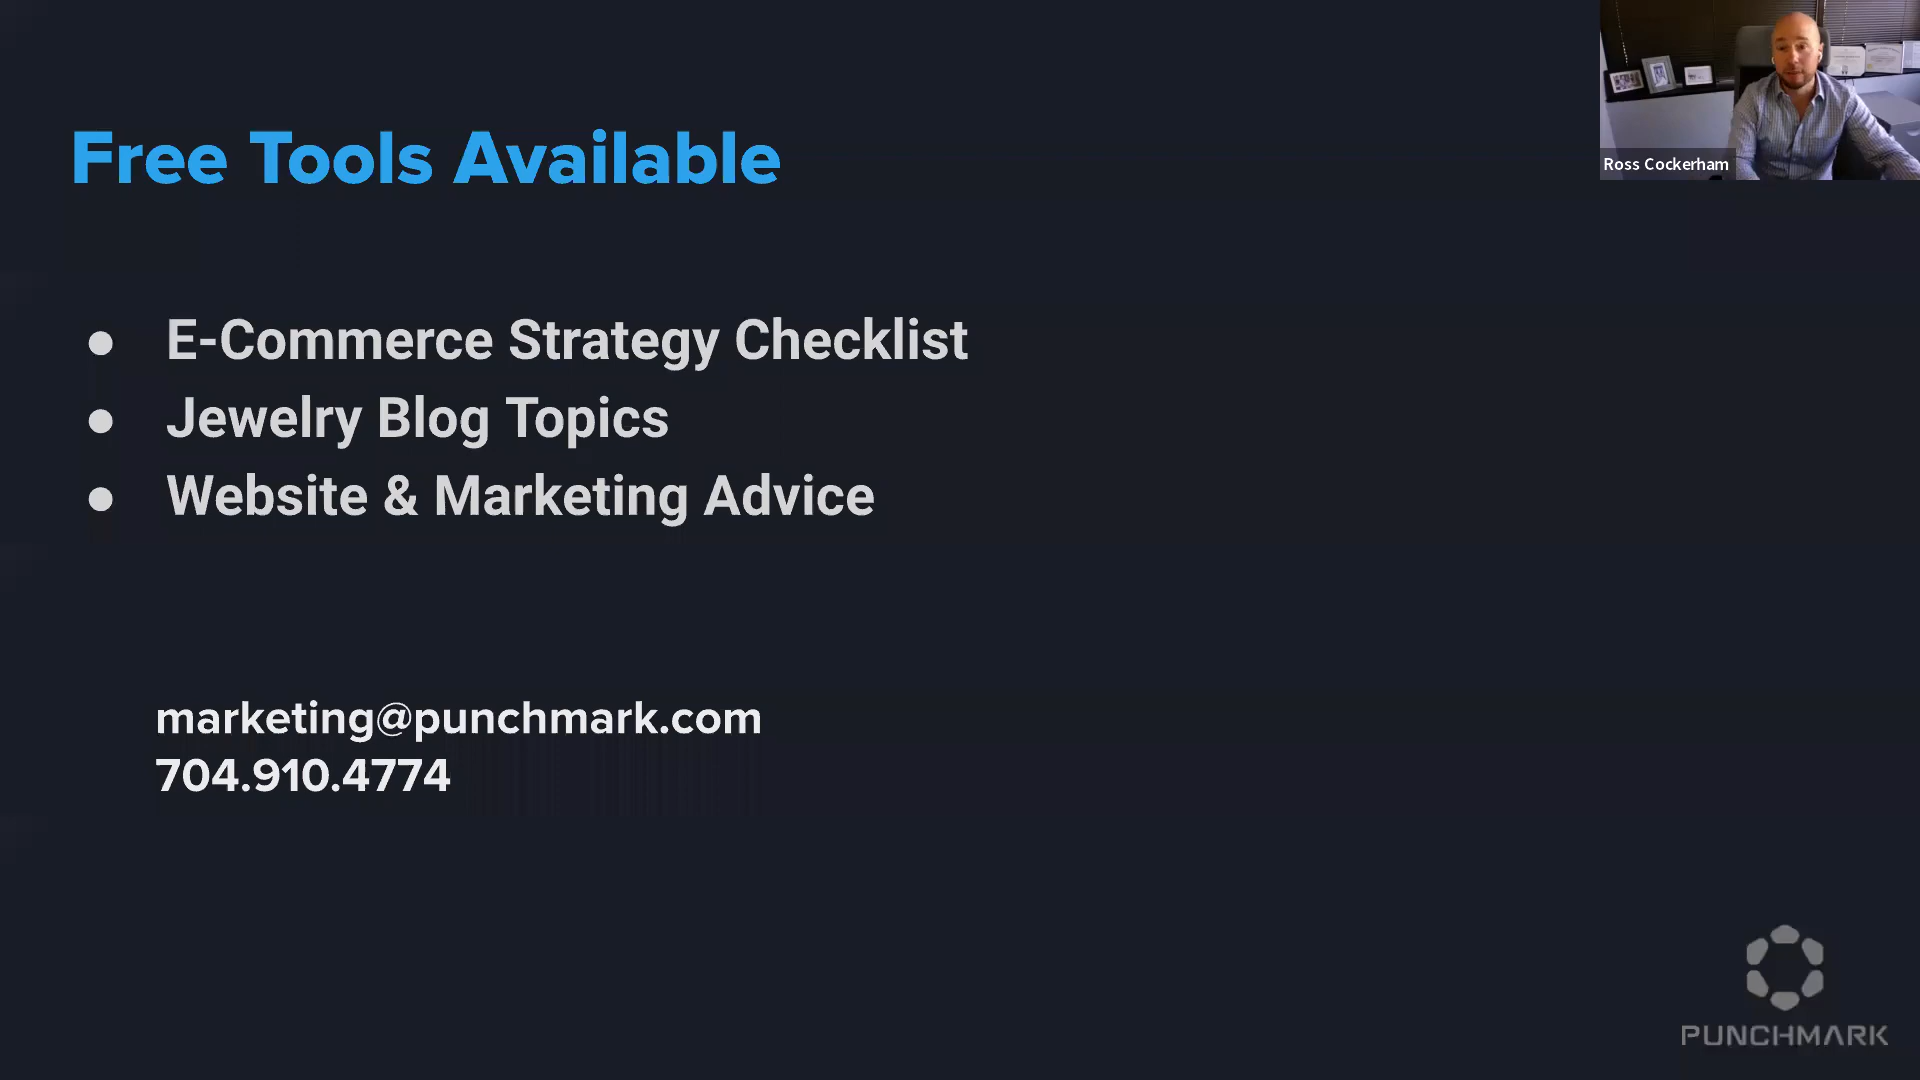 Free Tools Available
Ross Cockerham
● E-Commerce Strategy Checklist
● Jewelry Blog Topics
● Website & Marketing Advice
marketing@punchmark.com
704.910.4774
PUNCHMARK